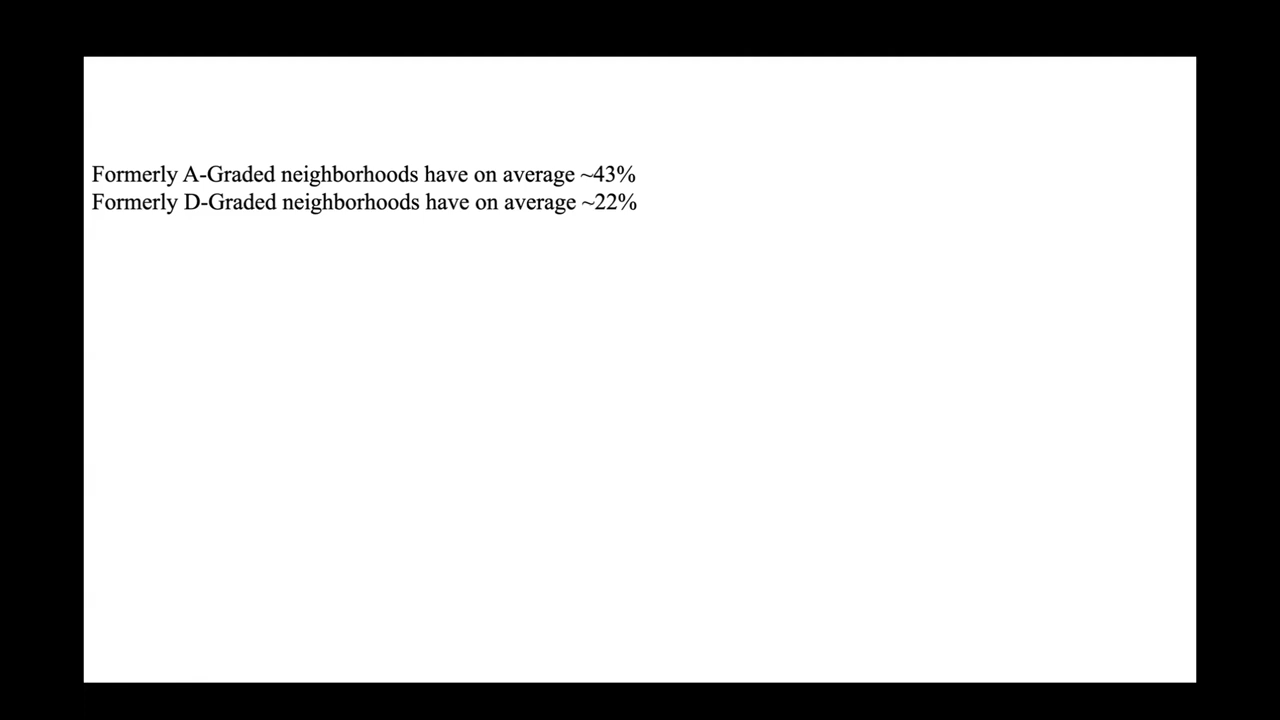 Formerly A-Graded neighborhoods have on average ~43%
Formerly D-Graded neighborhoods have on average ~22%